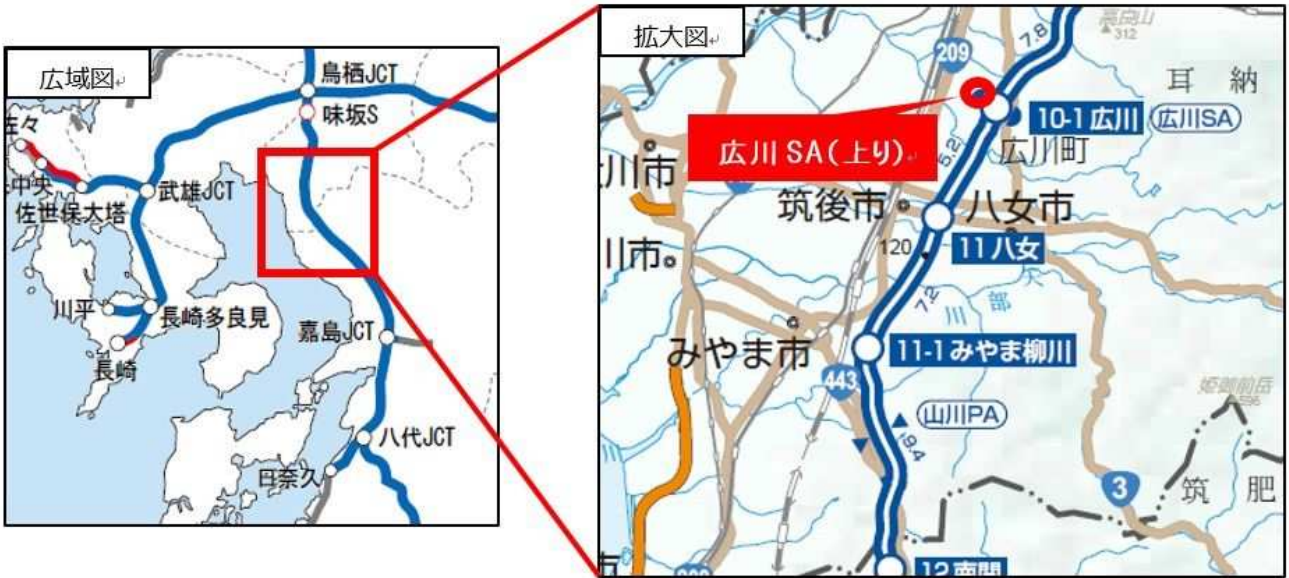 広域図
鳥栖JCT
味坂S
佐々
中央
佐世保大塔
武雄JCT
川平
長崎多良見
長崎
嘉島JCT
八代JCT
日奈久
拡大図
209
7.8
高良山
312
耳納
10-1 広川
広川SA
広川SA(上り)
5.2
広川町
川市
筑後市
八女市
川市
120
11 八女
7.2
部
川
みやま市
11-1 みやま柳川
443
山川PA
9.4
姫御前岳
596
3
筑肥
12 南関